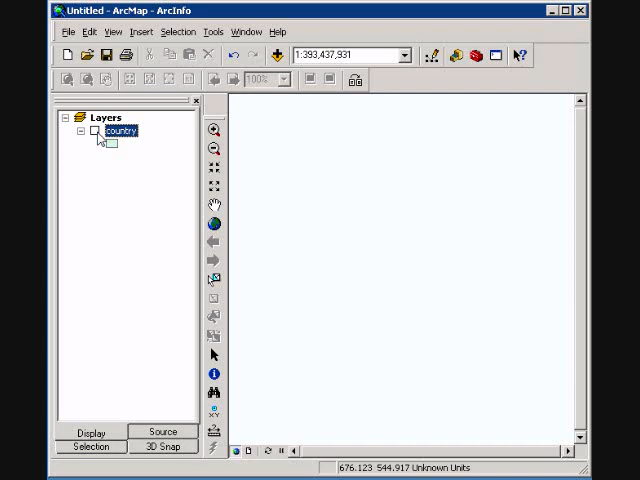 Untitled - ArcMap - ArcInfo
File Edit View Insert Selection Tools Window Help
1:393,437,931
100%
Layers
country
XY
Display Source
Selection 3D Snap
676.123 544.917 Unknown Units